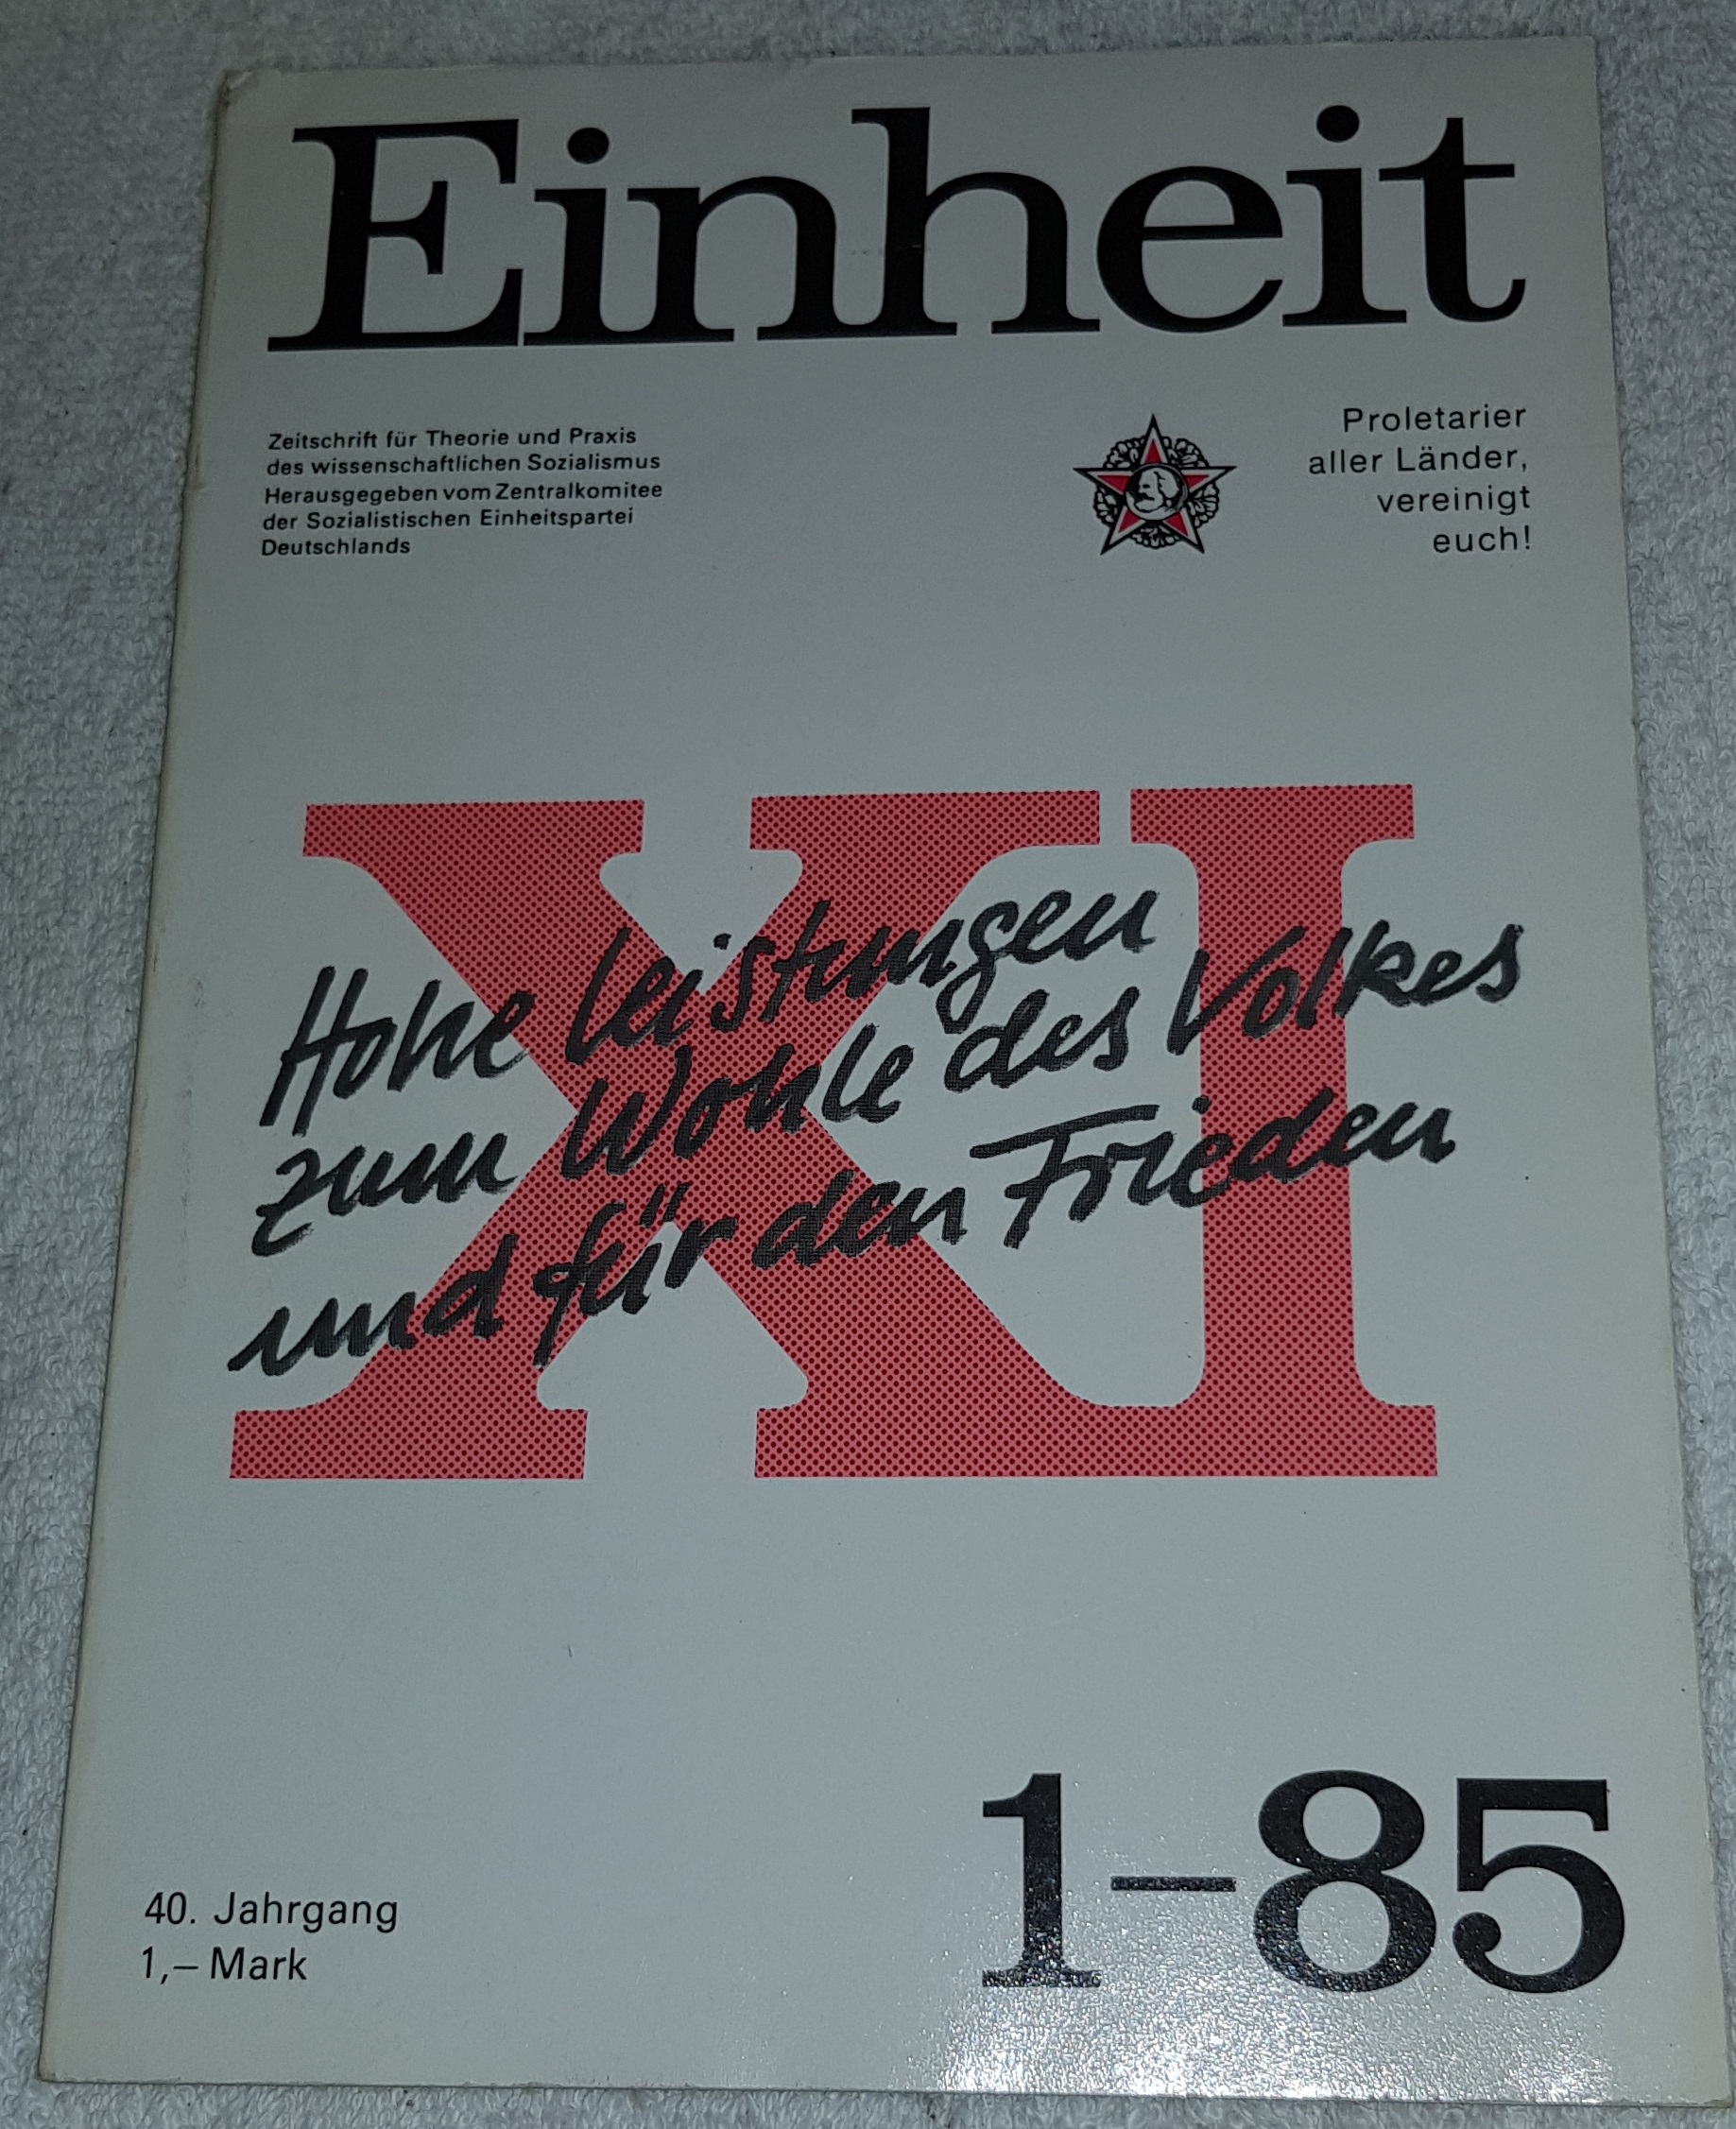 Einheit
Zeitschrift für Theorie und Praxis
des wissenschaftlichen Sozialismus
Herausgegeben vom Zentralkomitee
der Sozialistischen Einheitspartei
Deutschlands
Proletarier
aller Länder,
vereinigt
euch!
XI
Hohe Leistungen
zum Wohle des Volkes
und für den Frieden
40. Jahrgang
1,– Mark
1–85